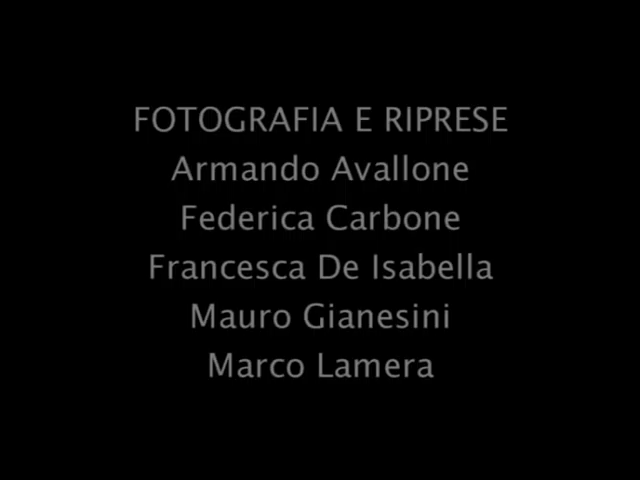 FOTOGRAFIA E RIPRESE
Armando Avallone
Federica Carbone
Francesca De Isabella
Mauro Gianesini
Marco Lamera